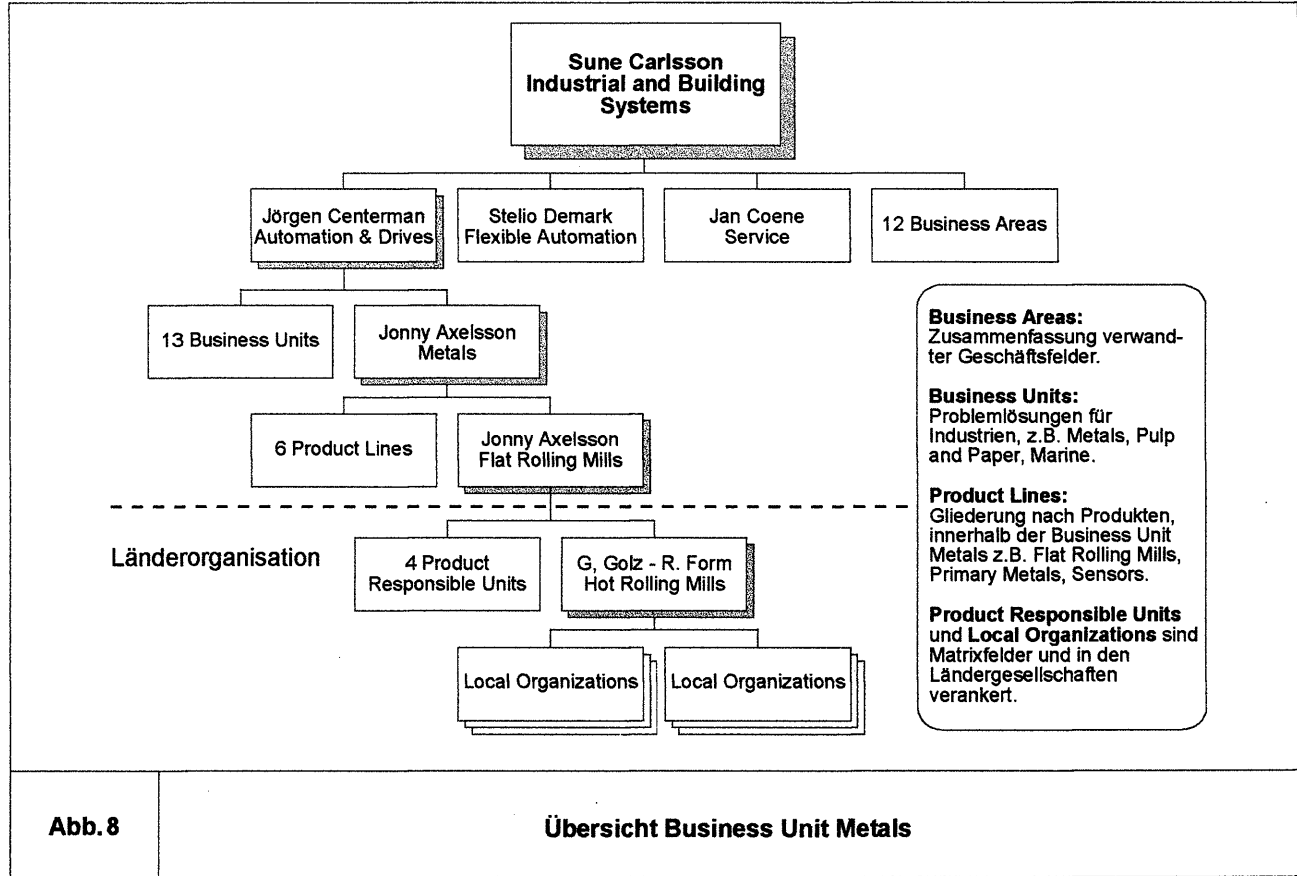 Sune Carlsson
Industrial and Building
Systems
Jörgen Centerman
Automation & Drives
Stelio Demark
Flexible Automation
Jan Coene
Service
12 Business Areas
13 Business Units
Jonny Axelsson
Metals
6 Product Lines
Jonny Axelsson
Flat Rolling Mills
Länderorganisation
4 Product
Responsible Units
G, Golz - R. Form
Hot Rolling Mills
Local Organizations
Local Organizations
Business Areas:
Zusammenfassung verwand-
ter Geschäftsfelder.
Business Units:
Problemlösungen für
Industrien, z.B. Metals, Pulp
and Paper, Marine.
Product Lines:
Gliederung nach Produkten,
innerhalb der Business Unit
Metals z.B. Flat Rolling Mills,
Primary Metals, Sensors.
Product Responsible Units
und Local Organizations sind
Matrixfelder und in den
Ländergesellschaften
verankert.
Abb. 8
Übersicht Business Unit Metals